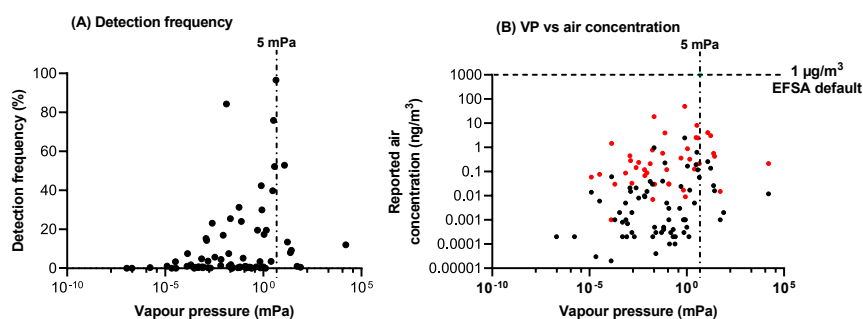 (A) Detection frequency
5 mPa
Detection frequency (%)
100
80
60
40
20
0
10-10
10-5
100
105
Vapour pressure (mPa)
(B) VP vs air concentration
5 mPa
1 µg/m3
EFSA default
Reported air
concentration (ng/m3)
1000
100
10
1
0.1
0.01
0.001
0.0001
0.00001
10-10
10-5
100
105
Vapour pressure (mPa)